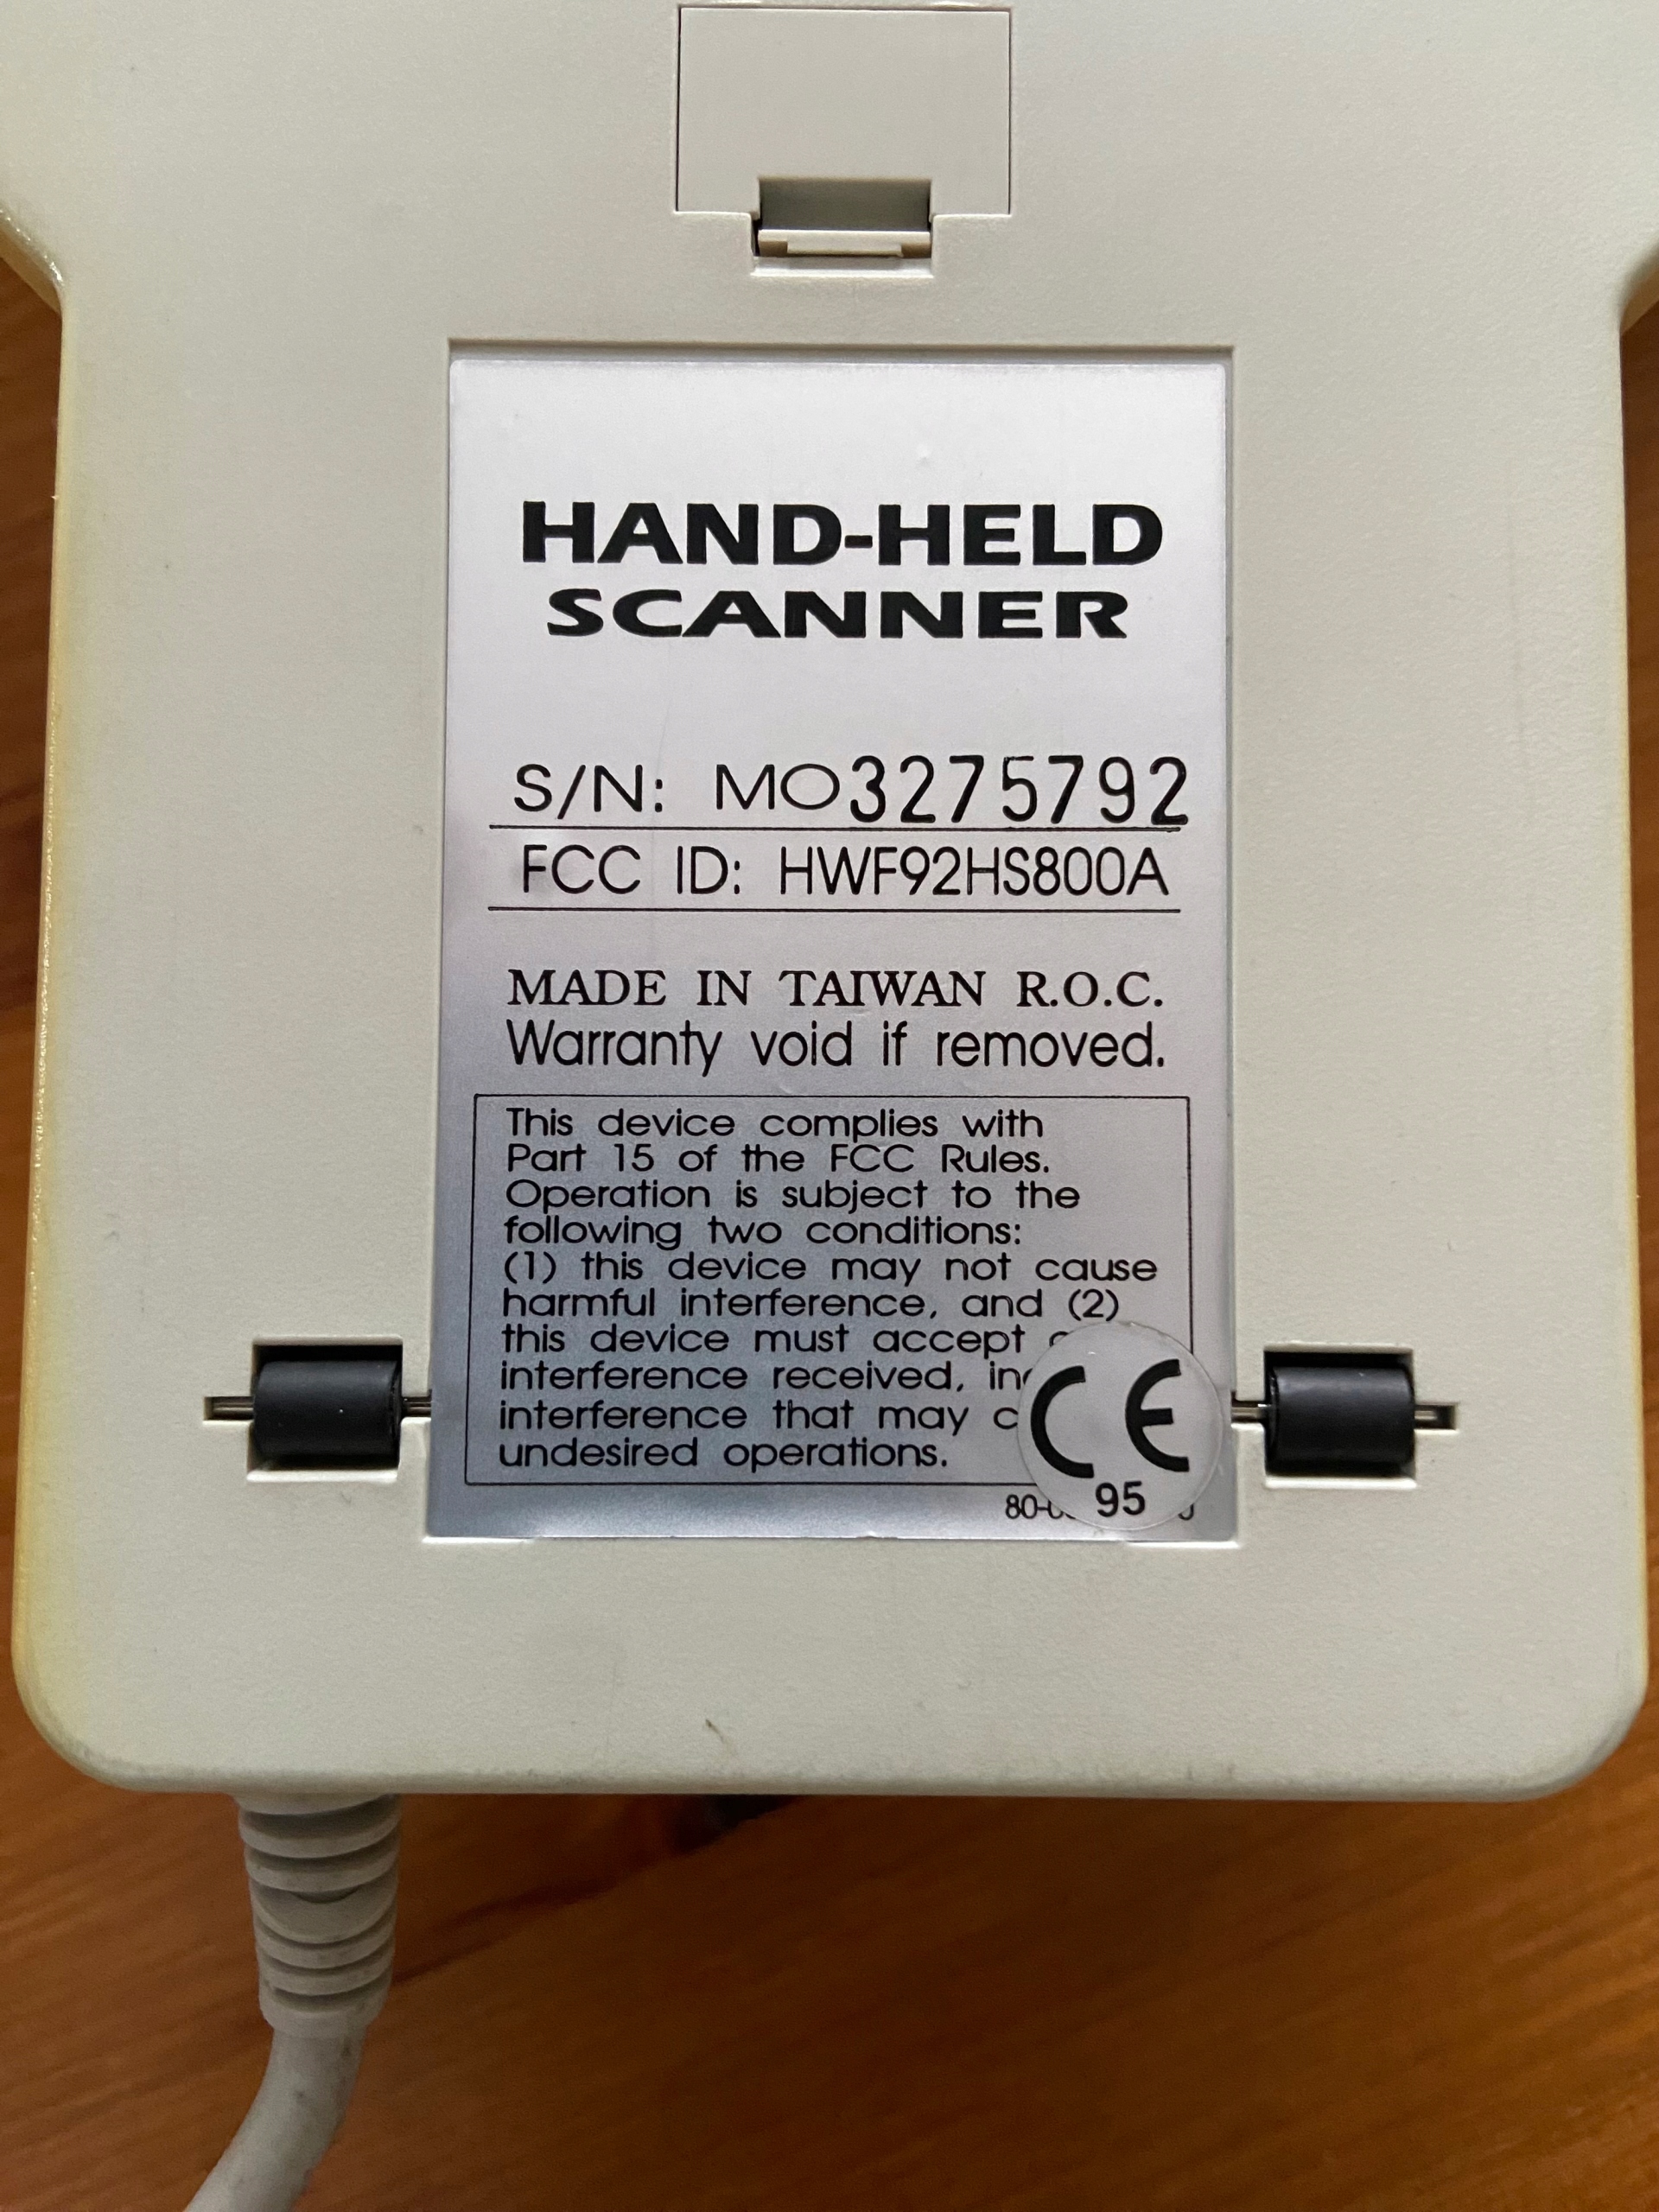 HAND-HELD
SCANNER
S/N: MO3275792
FCC ID: HWF92HS800A
MADE IN TAIWAN R.O.C.
Warranty void if removed.
This device complies with
Part 15 of the FCC Rules.
Operation is subject to the
following two conditions:
(1) this device may not cause
harmful interference, and (2)
this device must accept
interference received,
interference that may
undesired operations.
CE
95